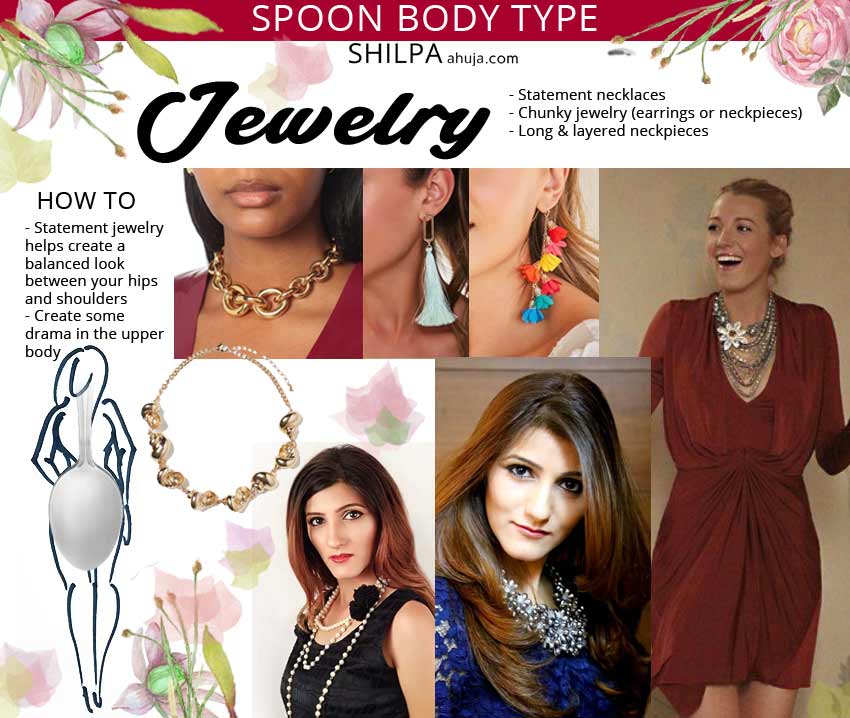 SPOON BODY TYPE
SHILPA ahuja.com
Jewelry
- Statement necklaces
- Chunky jewelry (earrings or neckpieces)
- Long & layered neckpieces
HOW TO
- Statement jewelry
helps create a
balanced look
between your hips
and shoulders
- Create some
drama in the upper
body